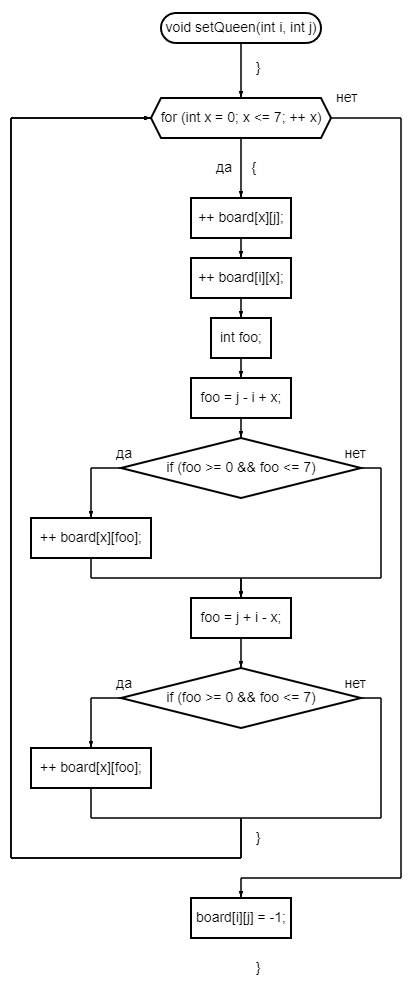 void setQueen(int i, int j)
}
for (int x = 0; x <= 7; ++ x)
нет
да
{
++ board[x][j];
++ board[i][x];
int foo;
foo = j - i + x;
да
if (foo >= 0 && foo <= 7)
нет
++ board[x][foo];
foo = j + i - x;
да
if (foo >= 0 && foo <= 7)
нет
++ board[x][foo];
}
board[i][j] = -1;
}